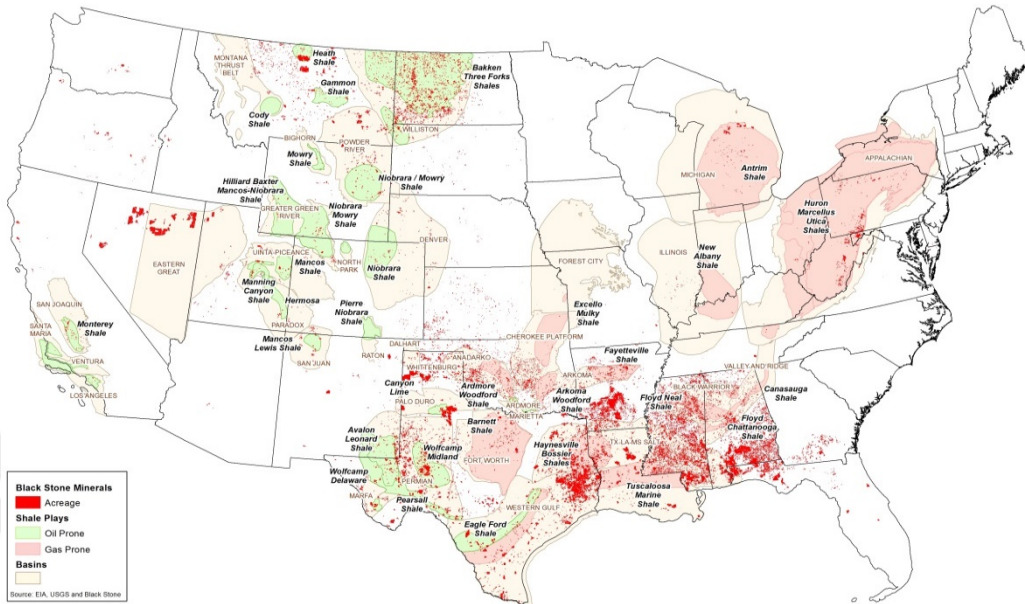 MONTANA
THRUST
BELT
Heath
Shale
Gammon
Shale
Bakken
Three Forks
Shales
Cody
Shale
WILLISTON
BIGHORN
POWDER
RIVER
Mowry
Shale
Niobrara / Mowry
Shale
Hilliard Baxter
Mancos-Niobrara
Shale
GREATER GREEN
RIVER
Niobrara
Mowry
Shale
DENVER
UINTA-PICEANCE
Mancos
Shale
NORTH
PARK
Niobrara
Shale
EASTERN
GREAT
Manning
Canyon
Shale
Hermosa
Pierre
Niobrara
Shale
PARADOX
Mancos
Lewis Shale
SAN JUAN
RATON
SAN JOAQUIN
SANTA
MARIA
Monterey
Shale
VENTURA
LOS ANGELES
MICHIGAN
Antrim
Shale
APPALACHIAN
Huron
Marcellus
Utica
Shales
ILLINOIS
New
Albany
Shale
FOREST CITY
Excello
Mulky
Shale
CHEROKEE PLATFORM
DALHART
WHITTENBURG
ANADARKO
Fayetteville
Shale
ARKOMA
VALLEY AND RIDGE
Canyon
Lime
Ardmore
Woodford
Shale
Arkoma
Woodford
Shale
Floyd Neal
Shale
BLACK WARRIOR
Canasauga
Shale
PALO DURO
ARDMORE
MARIETTA
Floyd
Chattanooga
Shale
Barnett
Shale
Avalon
Leonard
Shale
Wolfcamp
Midland
FORT WORTH
Haynesville
Bossier
Shales
TX-LA-MS SALT
Wolfcamp
Delaware
PERMIAN
MARFA
Pearsall
Shale
Tuscaloosa
Marine
Shale
WESTERN GULF
Eagle Ford
Shale
Black Stone Minerals
Acreage
Shale Plays
Oil Prone
Gas Prone
Basins
Source: EIA, USGS and Black Stone